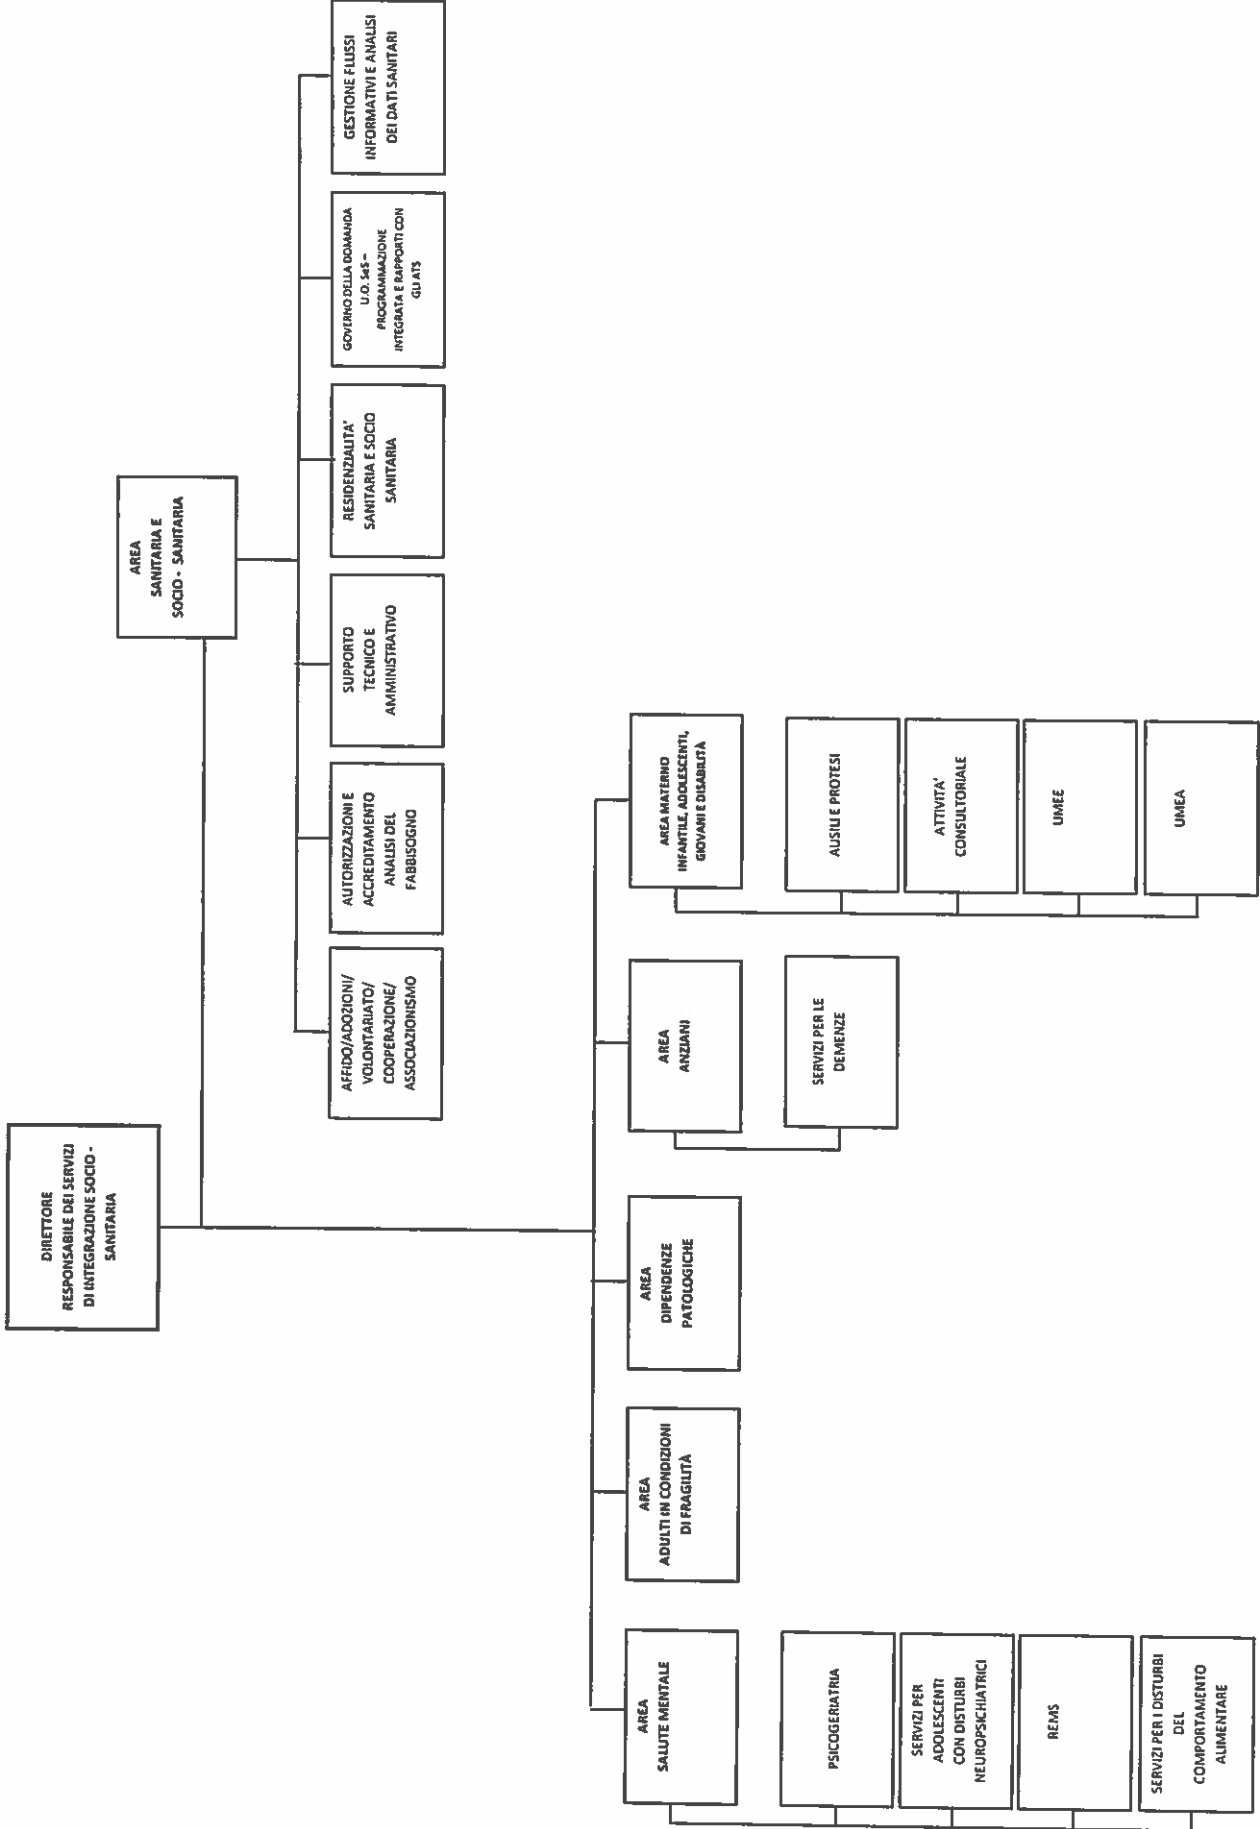 DIRETTORE
RESPONSABILE DEI SERVIZI
DI INTEGRAZIONE SOCIO -
SANITARIA
AREA
SANITARIA E
SOCIO - SANITARIA
AFFIDO/ADOZIONI/
VOLONTARIATO/
COOPERAZIONE/
ASSOCIAZIONISMO
AUTORIZZAZIONI E
ACCREDITAMENTO
ANALISI DEL
FABBISOGNO
SUPPORTO
TECNICO E
AMMINISTRATIVO
RESIDENZIALITA'
SANITARIA E SOCIO
SANITARIA
GOVERNO DELLA DOMANDA
U.O. SeS –
PROGRAMMAZIONE
INTEGRATA E RAPPORTI CON
GLI ATS
GESTIONE FLUSSI
INFORMATIVI E ANALISI
DEI DATI SANITARI
AREA
SALUTE MENTALE
AREA
ADULTI IN CONDIZIONI
DI FRAGILITÀ
AREA
DIPENDENZE
PATOLOGICHE
AREA
ANZIANI
AREA MATERNO
INFANTILE, ADOLESCENTI,
GIOVANI E DISABILITÀ
PSICOGERIATRIA
SERVIZI PER
ADOLESCENTI
CON DISTURBI
NEUROPSICHIATRICI
REMS
SERVIZI PER I DISTURBI
DEL
COMPORTAMENTO
ALIMENTARE
SERVIZI PER LE
DEMENZE
AUSILI E PROTESI
ATTIVITA'
CONSULTORIALE
UMEE
UMEA